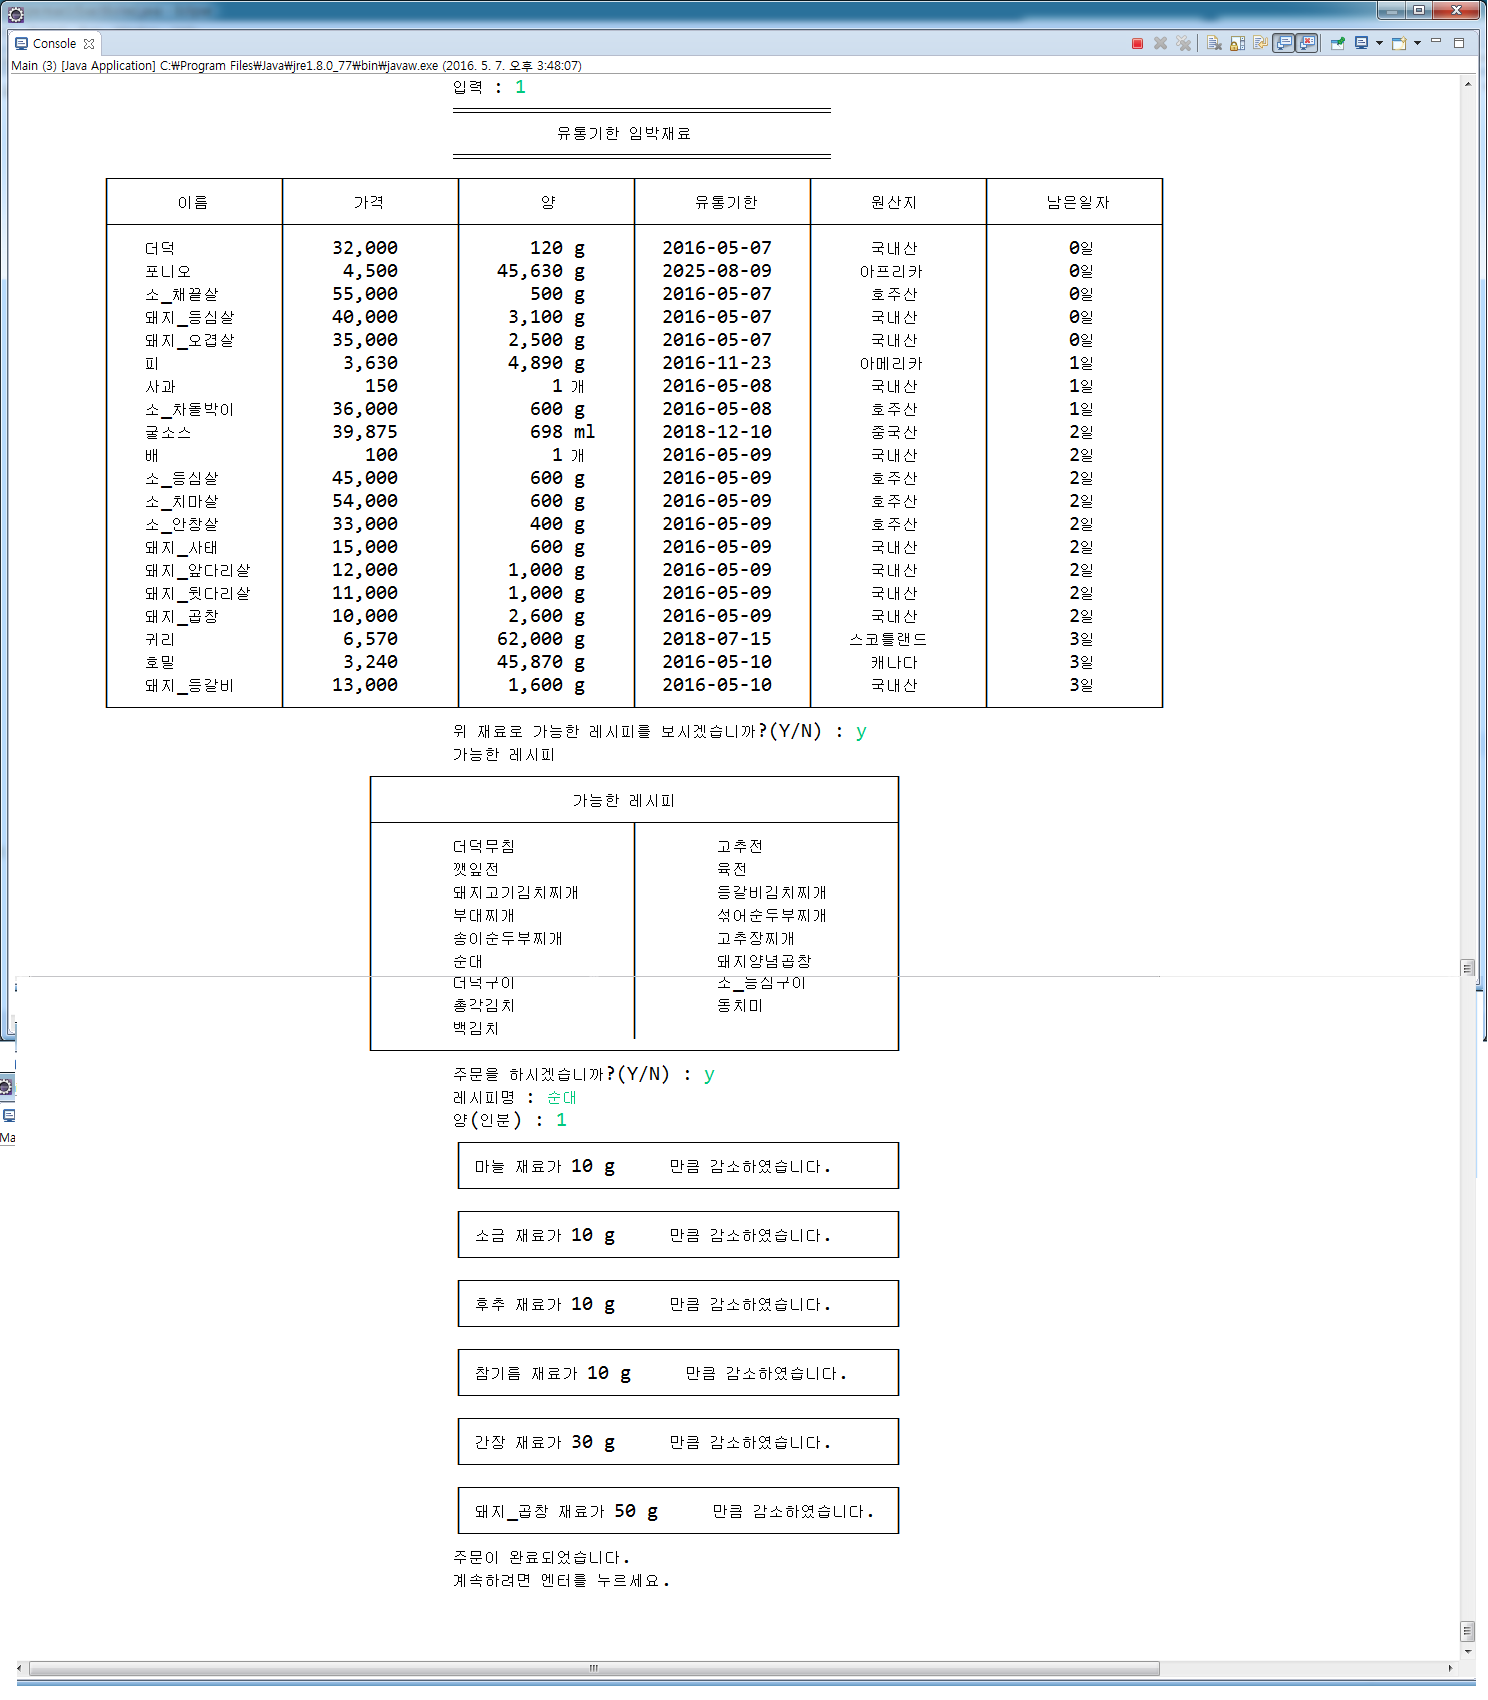 Console
Main (3) [Java Application] C:₩Program Files₩Java₩jre1.8.0_77₩bin₩javaw.exe (2016. 5. 7. 오후 3:48:07)
입력 : 1
유통기한 임박재료
이름 가격 양 유통기한 원산지 남은일자
더덕 32,000 120 g 2016-05-07 국내산 0일
포니오 4,500 45,630 g 2025-08-09 아프리카 0일
소_채끝살 55,000 500 g 2016-05-07 호주산 0일
돼지_등심살 40,000 3,100 g 2016-05-07 국내산 0일
돼지_오겹살 35,000 2,500 g 2016-05-07 국내산 0일
피 3,630 4,890 g 2016-11-23 아메리카 1일
사과 150 1 개 2016-05-08 국내산 1일
소_차돌박이 36,000 600 g 2016-05-08 호주산 1일
굴소스 39,875 698 ml 2018-12-10 중국산 2일
배 100 1 개 2016-05-09 국내산 2일
소_등심살 45,000 600 g 2016-05-09 호주산 2일
소_치마살 54,000 600 g 2016-05-09 호주산 2일
소_안창살 33,000 400 g 2016-05-09 호주산 2일
돼지_사태 15,000 600 g 2016-05-09 국내산 2일
돼지_앞다리살 12,000 1,000 g 2016-05-09 국내산 2일
돼지_뒷다리살 11,000 1,000 g 2016-05-09 국내산 2일
돼지_곱창 10,000 2,600 g 2016-05-09 국내산 2일
귀리 6,570 62,000 g 2018-07-15 스코틀랜드 3일
호밀 3,240 45,870 g 2016-05-10 캐나다 3일
돼지_등갈비 13,000 1,600 g 2016-05-10 국내산 3일
위 재료로 가능한 레시피를 보시겠습니까?(Y/N) : y
가능한 레시피
가능한 레시피
더덕무침 고추전
깻잎전 육전
돼지고기김치찌개 등갈비김치찌개
부대찌개 섞어순두부찌개
송이순두부찌개 고추장찌개
순대 돼지양념곱창
더덕구이 소_등심구이
총각김치 동치미
백김치
주문을 하시겠습니까?(Y/N) : y
레시피명 : 순대
양(인분) : 1
마늘 재료가 10 g 만큼 감소하였습니다.
소금 재료가 10 g 만큼 감소하였습니다.
후추 재료가 10 g 만큼 감소하였습니다.
참기름 재료가 10 g 만큼 감소하였습니다.
간장 재료가 30 g 만큼 감소하였습니다.
돼지_곱창 재료가 50 g 만큼 감소하였습니다.
주문이 완료되었습니다.
계속하려면 엔터를 누르세요.
Ma